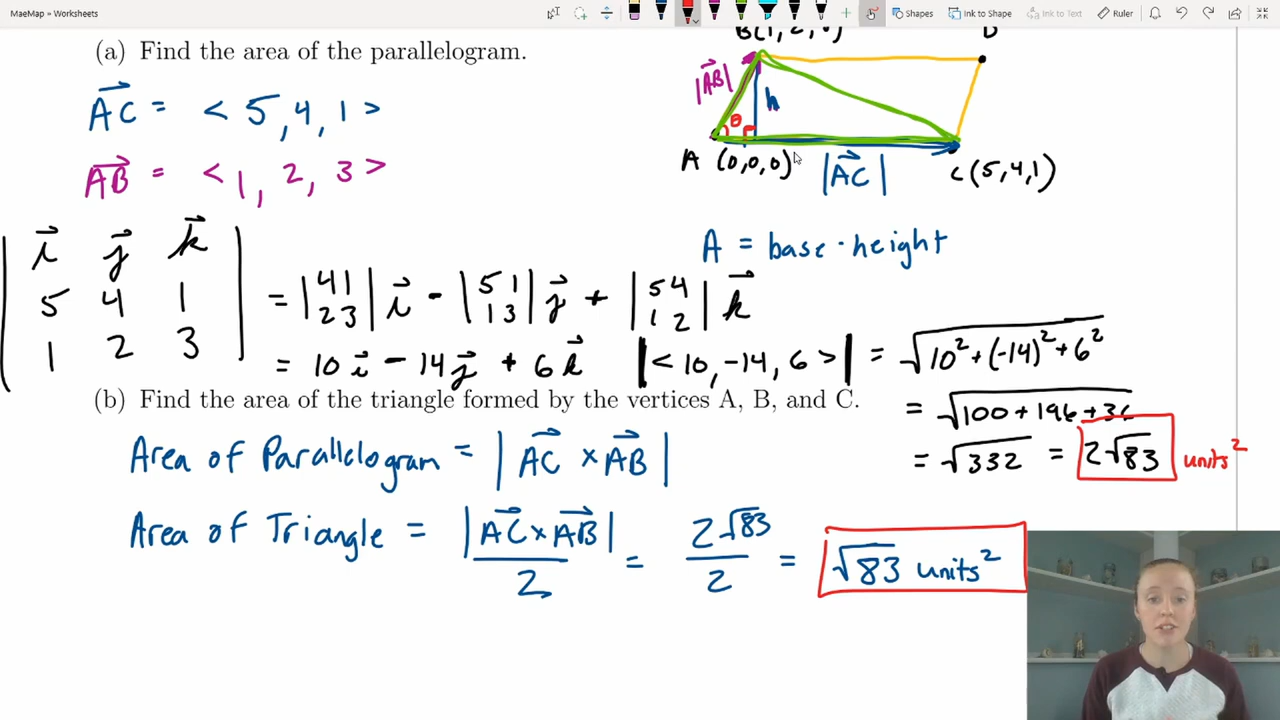 MaeMap » Worksheets
Shapes Ink to Shape Ink to Text Ruler
(a) Find the area of the parallelogram.
AC = < 5, 4, 1 >
AB = < 1, 2, 3 >
|AB|
θ
h
D
A (0,0,0)
|AC|
C (5,4,1)
A = base · height
i j k
5 4 1
1 2 3
= |4 1| i - |5 1| j + |5 4| k
|2 3| |1 3| |1 2|
= 10 i - 14 j + 6 k |< 10, -14, 6 >| = √10² + (-14)² + 6²
= √100 + 196 + 36
= √332 = 2√83 units²
(b) Find the area of the triangle formed by the vertices A, B, and C.
Area of Parallelogram = |AC × AB|
Area of Triangle = |AC × AB| / 2 = 2√83 / 2 = √83 units²